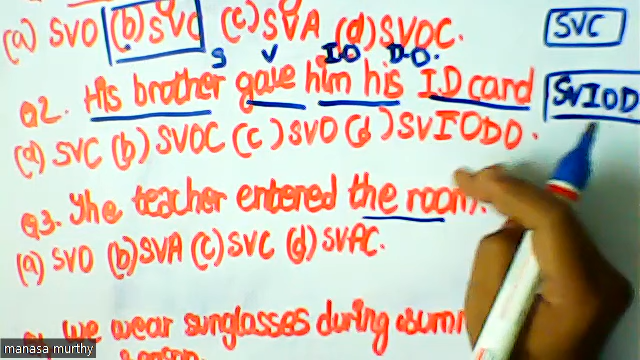 (a) SVO (b) SVC (c) SVA (d) SVOC.
SVC
S V I.O D.O.
Q2. His brother gave him his I.D card
SVIOD
(a) SVC (b) SVOC (c) SVO (d) SVIODO.
Q3. The teacher entered the room.
(a) SVO (b) SVA (c) SVC (d) SVAC.
we wear sunglasses during
manasa murthy